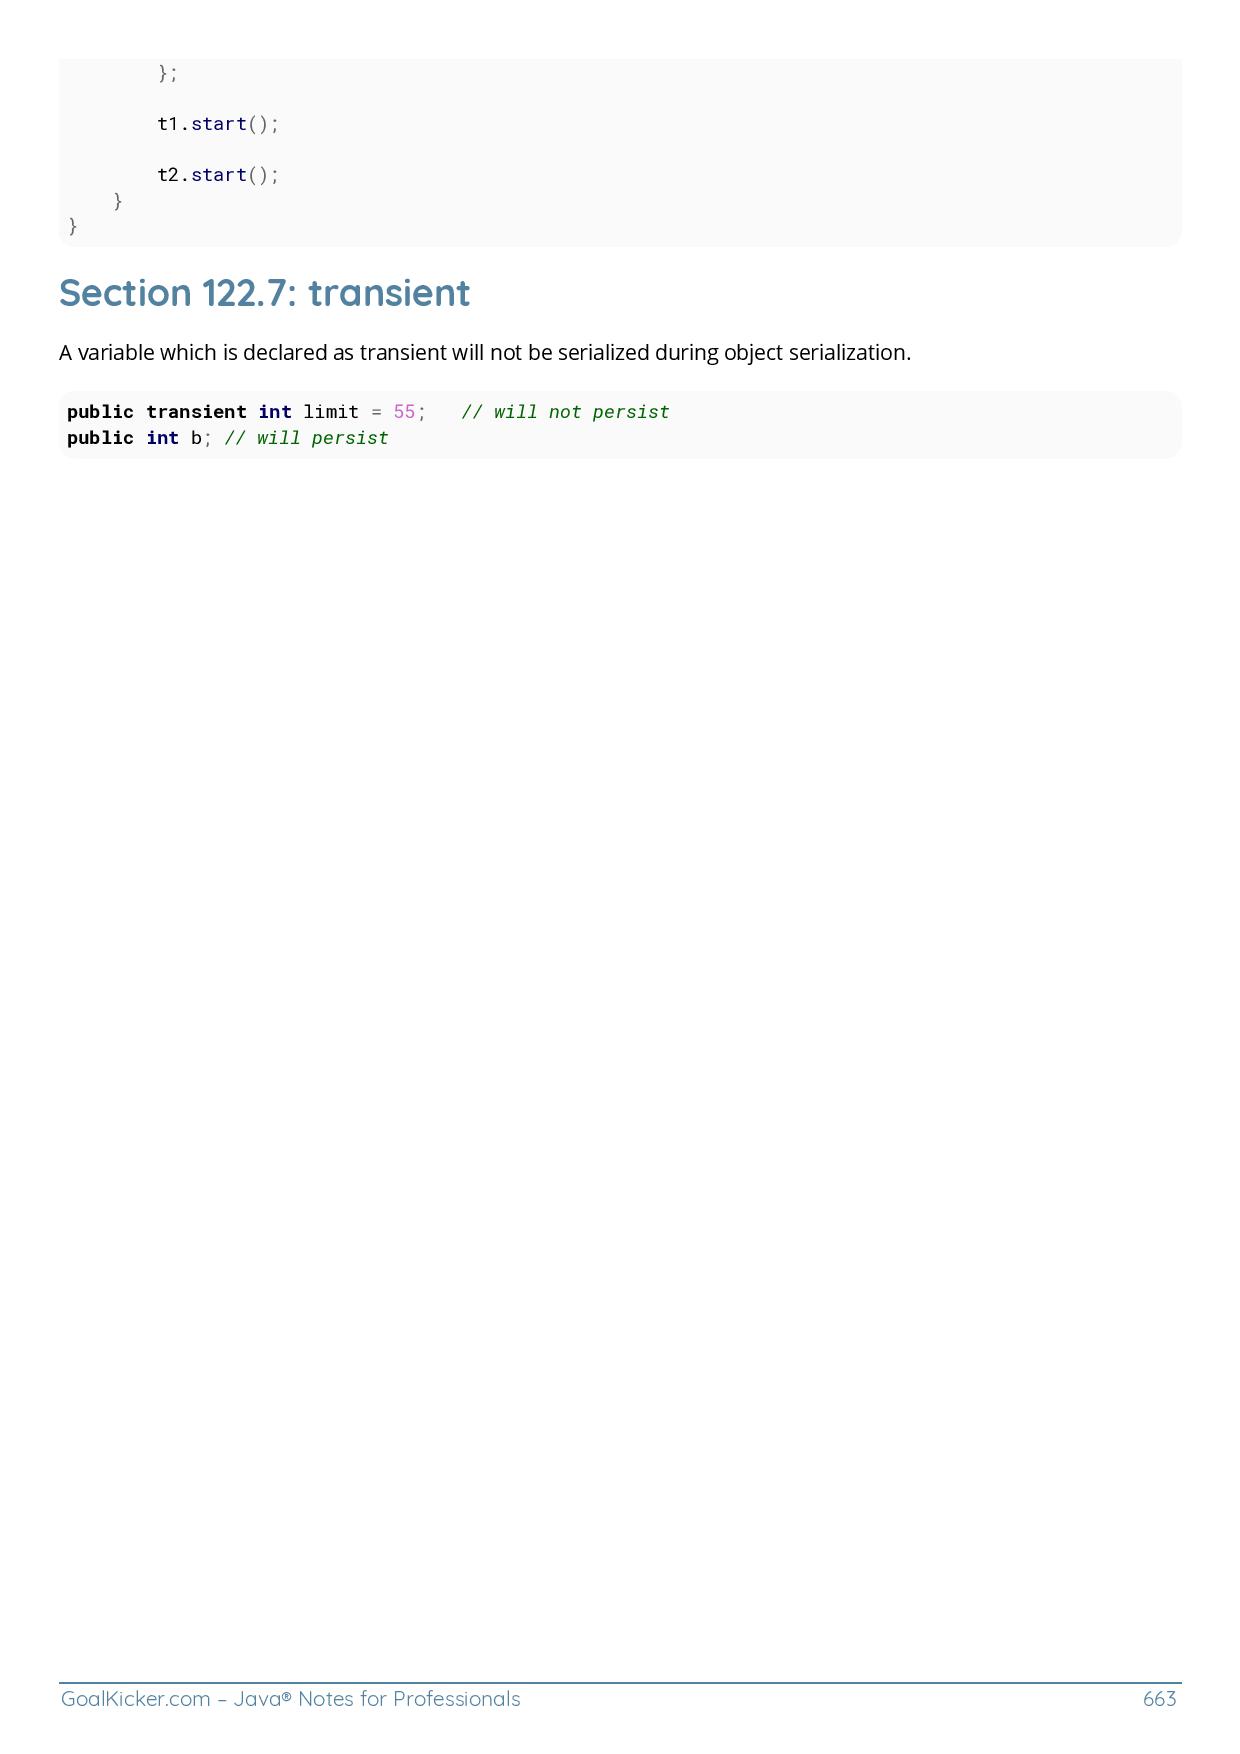 };
t1.start();
t2.start();
}
}
Section 122.7: transient
A variable which is declared as transient will not be serialized during object serialization.
public transient int limit = 55;   // will not persist
public int b; // will persist
GoalKicker.com – Java® Notes for Professionals 663